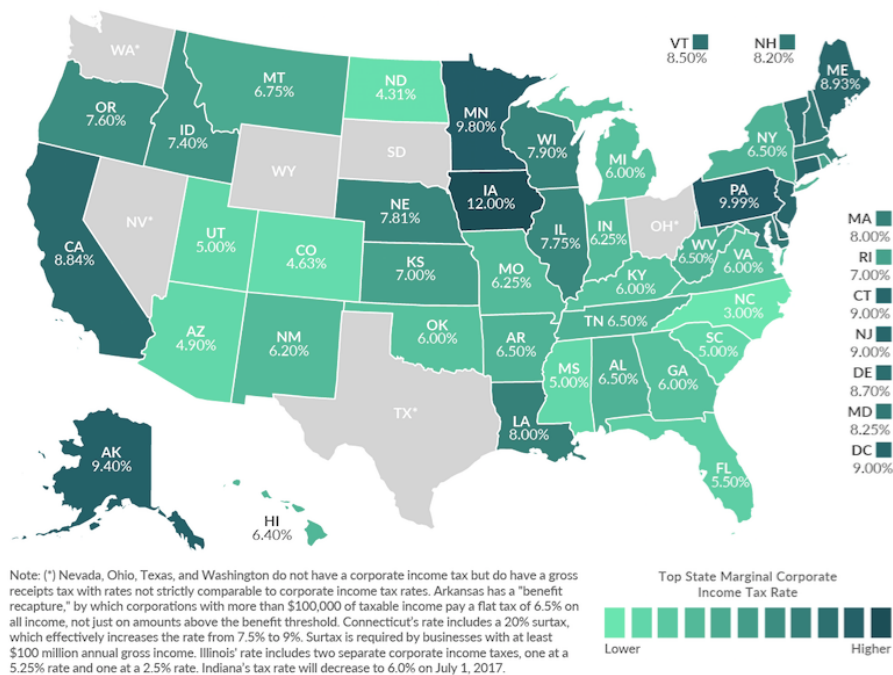 VT
8.50%
NH
8.20%
WA*
MT
6.75%
ND
4.31%
MN
9.80%
ME
8.93%
OR
7.60%
ID
7.40%
WY
SD
WI
7.90%
MI
6.00%
NY
6.50%
NV*
UT
5.00%
CO
4.63%
NE
7.81%
IA
12.00%
IL
7.75%
IN
6.25%
OH*
PA
9.99%
CA
8.84%
KS
7.00%
MO
6.25%
KY
6.00%
WV
6.50%
VA
6.00%
MA
8.00%
RI
7.00%
CT
9.00%
NJ
9.00%
DE
8.70%
MD
8.25%
DC
9.00%
AZ
4.90%
NM
6.20%
OK
6.00%
AR
6.50%
TN 6.50%
NC
3.00%
SC
5.00%
MS
5.00%
AL
6.50%
GA
6.00%
TX*
LA
8.00%
FL
5.50%
AK
9.40%
HI
6.40%
Note: (*) Nevada, Ohio, Texas, and Washington do not have a corporate income tax but do have a gross
receipts tax with rates not strictly comparable to corporate income tax rates. Arkansas has a "benefit
recapture," by which corporations with more than $100,000 of taxable income pay a flat tax of 6.5% on
all income, not just on amounts above the benefit threshold. Connecticut's rate includes a 20% surtax,
which effectively increases the rate from 7.5% to 9%. Surtax is required by businesses with at least
$100 million annual gross income. Illinois' rate includes two separate corporate income taxes, one at a
5.25% rate and one at a 2.5% rate. Indiana's tax rate will decrease to 6.0% on July 1, 2017.
Top State Marginal Corporate
Income Tax Rate
Lower
Higher